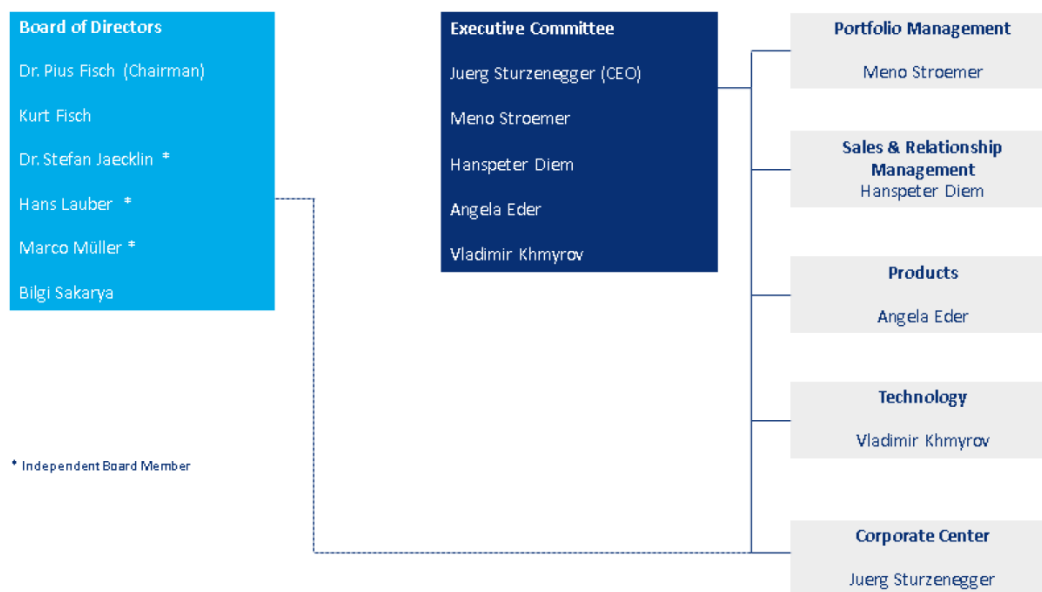 Board of Directors
Dr. Pius Fisch (Chairman)
Kurt Fisch
Dr. Stefan Jaecklin *
Hans Lauber *
Marco Müller *
Bilgi Sakarya
* Independent Board Member
Executive Committee
Juerg Sturzenegger (CEO)
Meno Stroemer
Hanspeter Diem
Angela Eder
Vladimir Khmyrov
Portfolio Management
Meno Stroemer
Sales & Relationship
Management
Hanspeter Diem
Products
Angela Eder
Technology
Vladimir Khmyrov
Corporate Center
Juerg Sturzenegger